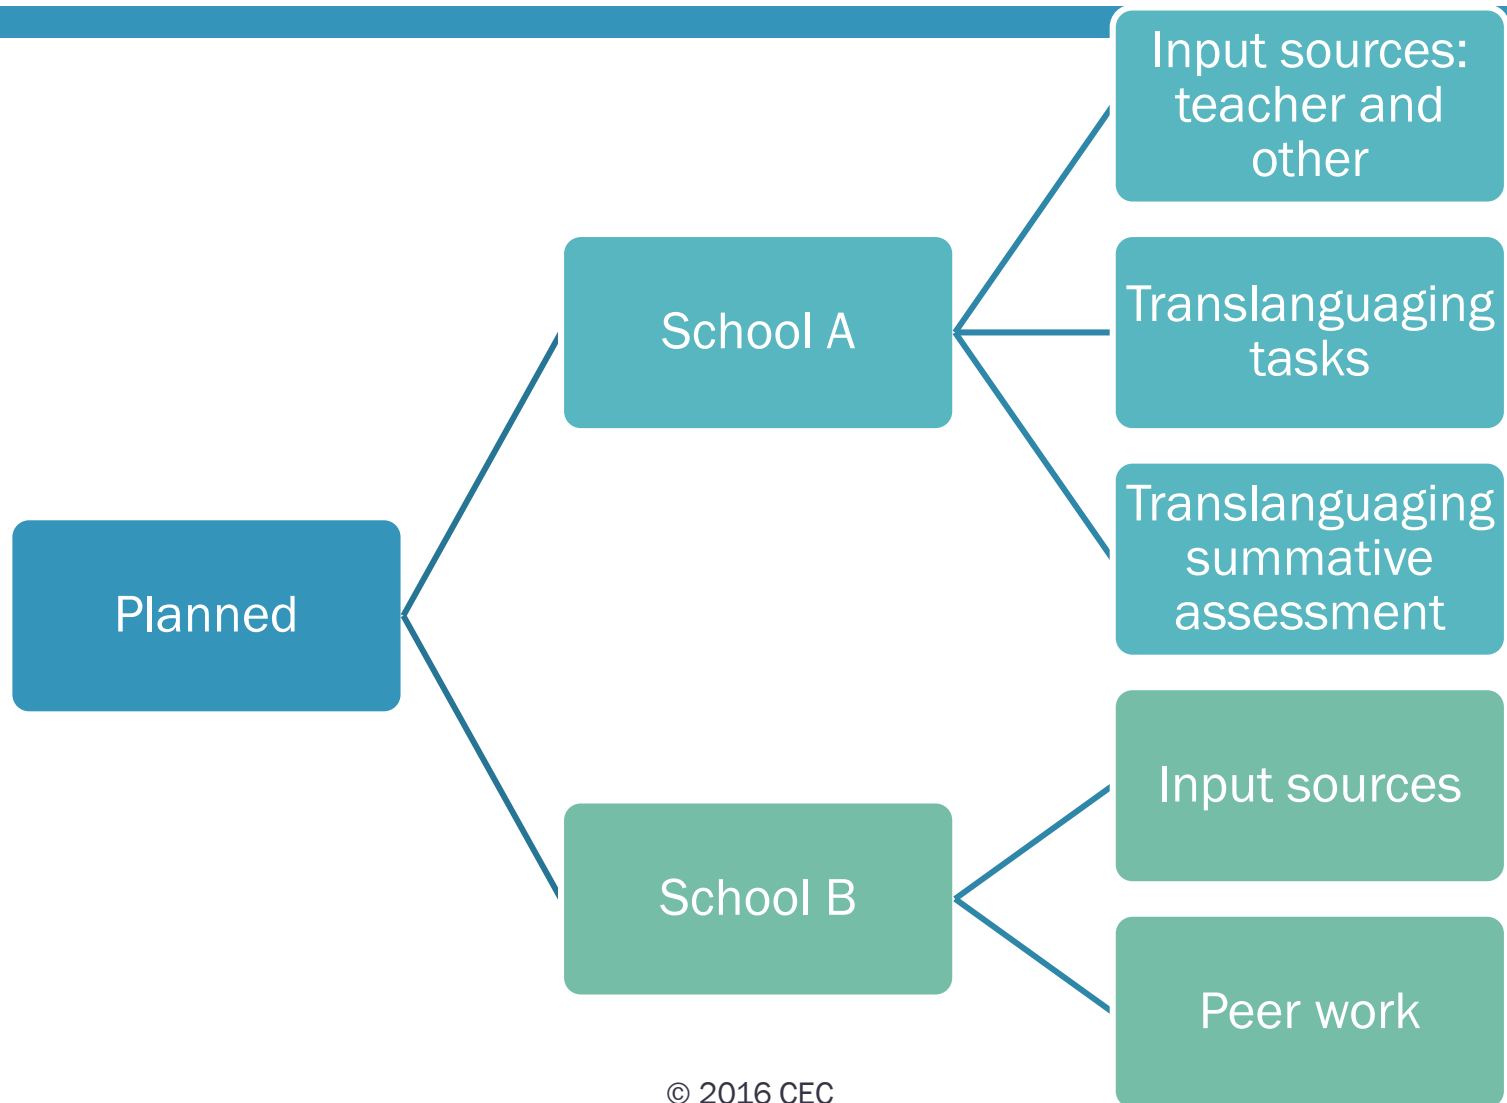 Planned
School A
Input sources:
teacher and
other
Translanguaging
tasks
Translanguaging
summative
assessment
School B
Input sources
Peer work
© 2016 CEC